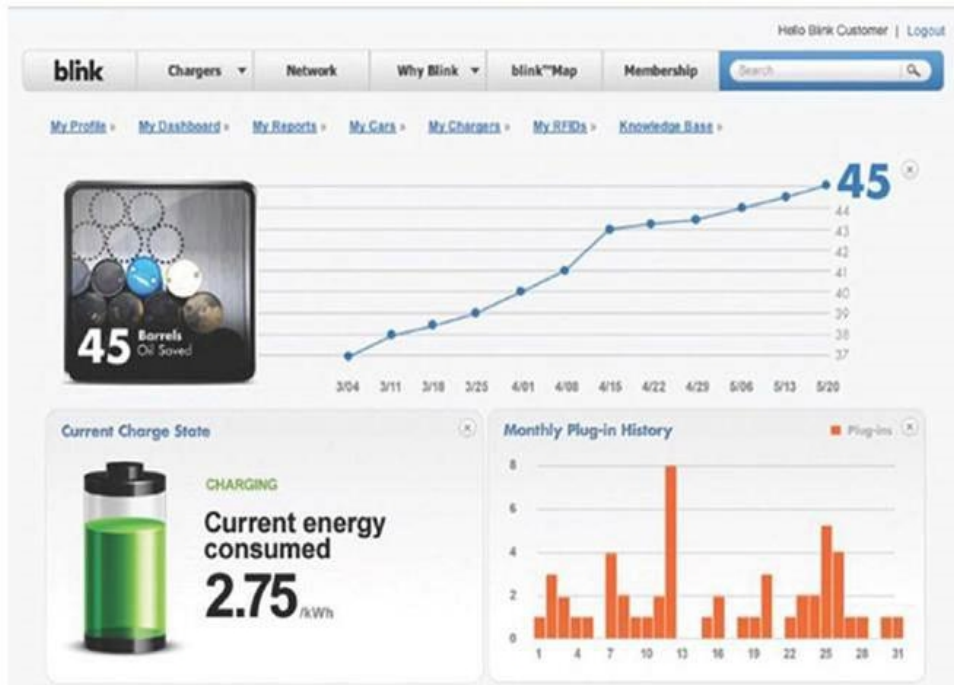 Hello Blink Customer | Logout
blink Chargers Network Why Blink blink™Map Membership Search
My Profile » My Dashboard » My Reports » My Cars » My Chargers » My RFIDs » Knowledge Base »
45
44
43
42
41
40
39
38
37
45 Barrels
Oil Saved
3/04 3/11 3/18 3/25 4/01 4/08 4/15 4/22 4/29 5/06 5/13 5/20
Current Charge State
CHARGING
Current energy
consumed
2.75 /kWh
Monthly Plug-in History
Plug-ins
8
6
4
2
0
1 4 7 10 13 16 19 22 25 28 31